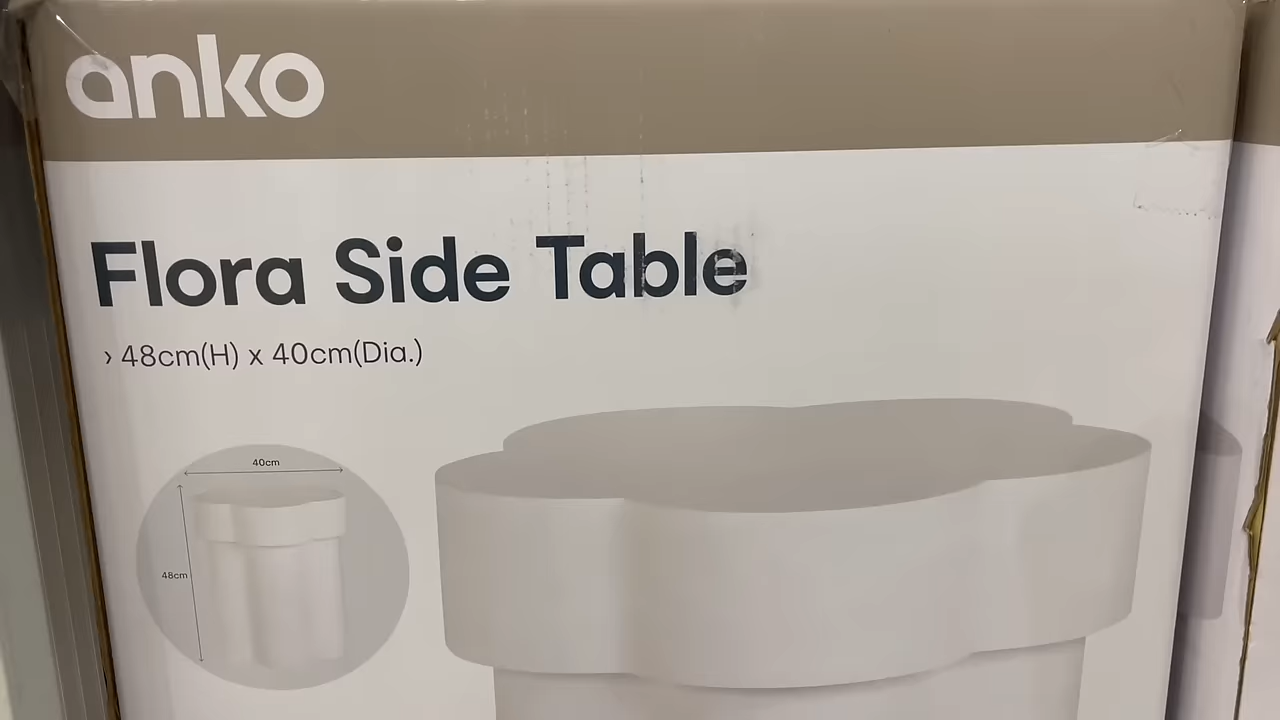 anko
Flora Side Table
› 48cm(H) x 40cm(Dia.)
40cm
48cm